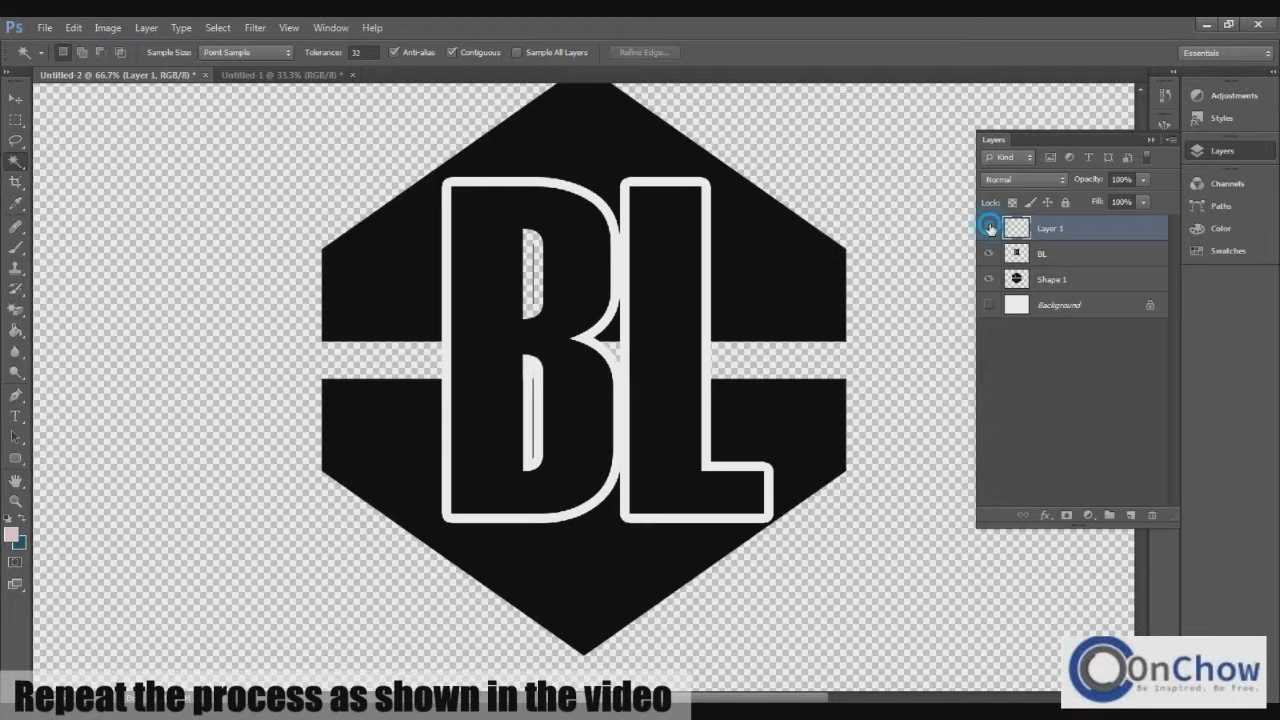 Ps File Edit Image Layer Type Select Filter View Window Help
Sample Size: Point Sample Tolerance: 32 Anti-alias Contiguous Sample All Layers Refine Edge... Essentials
Untitled-2 @ 66.7% (Layer 1, RGB/8) * × Untitled-1 @ 33.3% (RGB/8) * ×
Adjustments
Styles
Layers
Channels
Paths
Color
Swatches
Layers
Kind
Normal Opacity: 100%
Lock: Fill: 100%
Layer 1
BL
Shape 1
Background
BL
Repeat the process as shown in the video
OnChow
Be Inspired. Be Free.